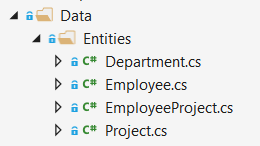 Data
Entities
C# Department.cs
C# Employee.cs
C# EmployeeProject.cs
C# Project.cs